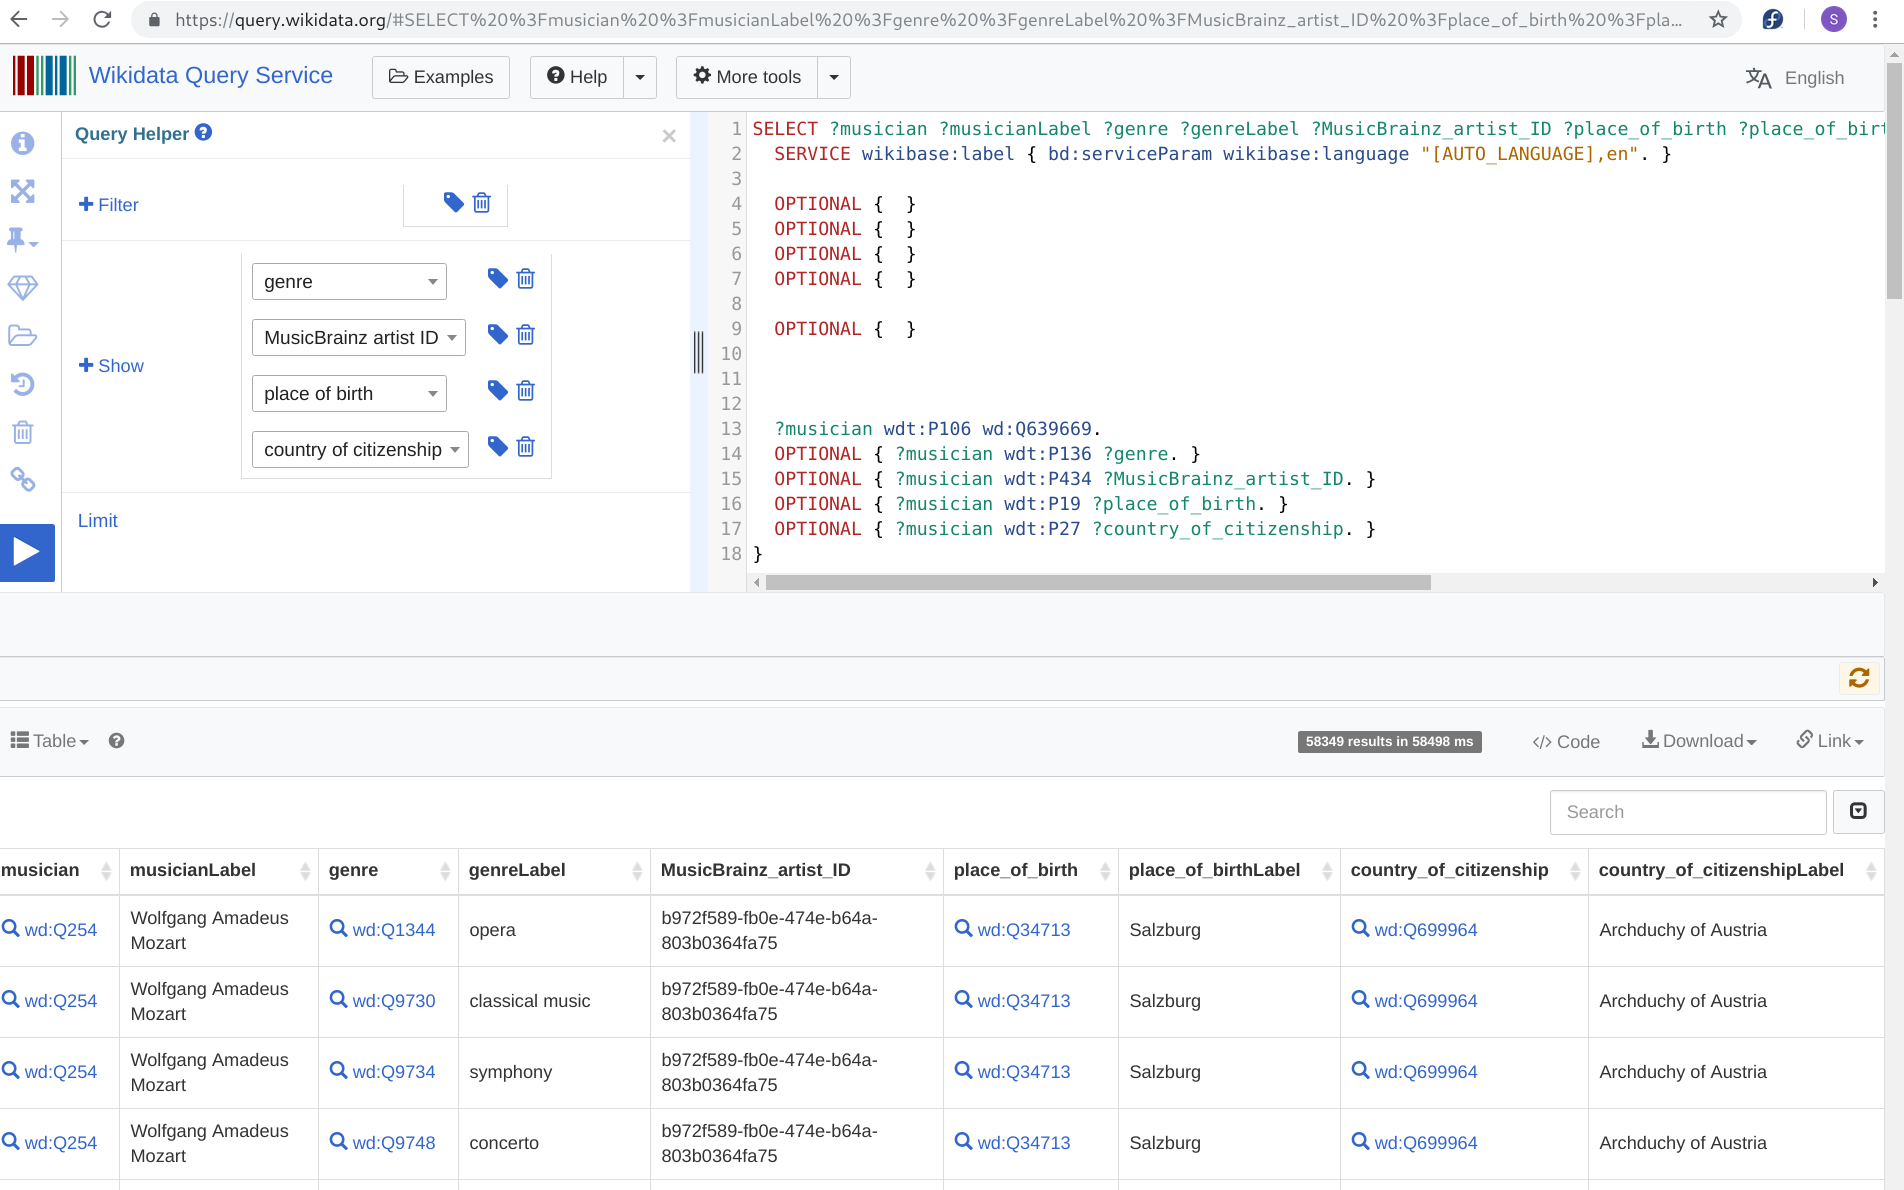 https://query.wikidata.org/#SELECT%20%3Fmusician%20%3FmusicianLabel%20%3Fgenre%20%3FgenreLabel%20%3FMusicBrainz_artist_ID%20%3Fplace_of_birth%20%3Fpla...
S
Wikidata Query Service
Examples
Help
More tools
English
Query Helper
Filter
Show
genre
MusicBrainz artist ID
place of birth
country of citizenship
Limit
1 SELECT ?musician ?musicianLabel ?genre ?genreLabel ?MusicBrainz_artist_ID ?place_of_birth ?place_of_birt
2 SERVICE wikibase:label { bd:serviceParam wikibase:language "[AUTO_LANGUAGE],en". }
3
4 OPTIONAL { }
5 OPTIONAL { }
6 OPTIONAL { }
7 OPTIONAL { }
8
9 OPTIONAL { }
10
11
12
13 ?musician wdt:P106 wd:Q639669.
14 OPTIONAL { ?musician wdt:P136 ?genre. }
15 OPTIONAL { ?musician wdt:P434 ?MusicBrainz_artist_ID. }
16 OPTIONAL { ?musician wdt:P19 ?place_of_birth. }
17 OPTIONAL { ?musician wdt:P27 ?country_of_citizenship. }
18 }
Table
58349 results in 58498 ms
</> Code
Download
Link
Search
musician musicianLabel genre genreLabel MusicBrainz_artist_ID place_of_birth place_of_birthLabel country_of_citizenship country_of_citizenshipLabel
wd:Q254 Wolfgang Amadeus Mozart wd:Q1344 opera b972f589-fb0e-474e-b64a-803b0364fa75 wd:Q34713 Salzburg wd:Q699964 Archduchy of Austria
wd:Q254 Wolfgang Amadeus Mozart wd:Q9730 classical music b972f589-fb0e-474e-b64a-803b0364fa75 wd:Q34713 Salzburg wd:Q699964 Archduchy of Austria
wd:Q254 Wolfgang Amadeus Mozart wd:Q9734 symphony b972f589-fb0e-474e-b64a-803b0364fa75 wd:Q34713 Salzburg wd:Q699964 Archduchy of Austria
wd:Q254 Wolfgang Amadeus Mozart wd:Q9748 concerto b972f589-fb0e-474e-b64a-803b0364fa75 wd:Q34713 Salzburg wd:Q699964 Archduchy of Austria